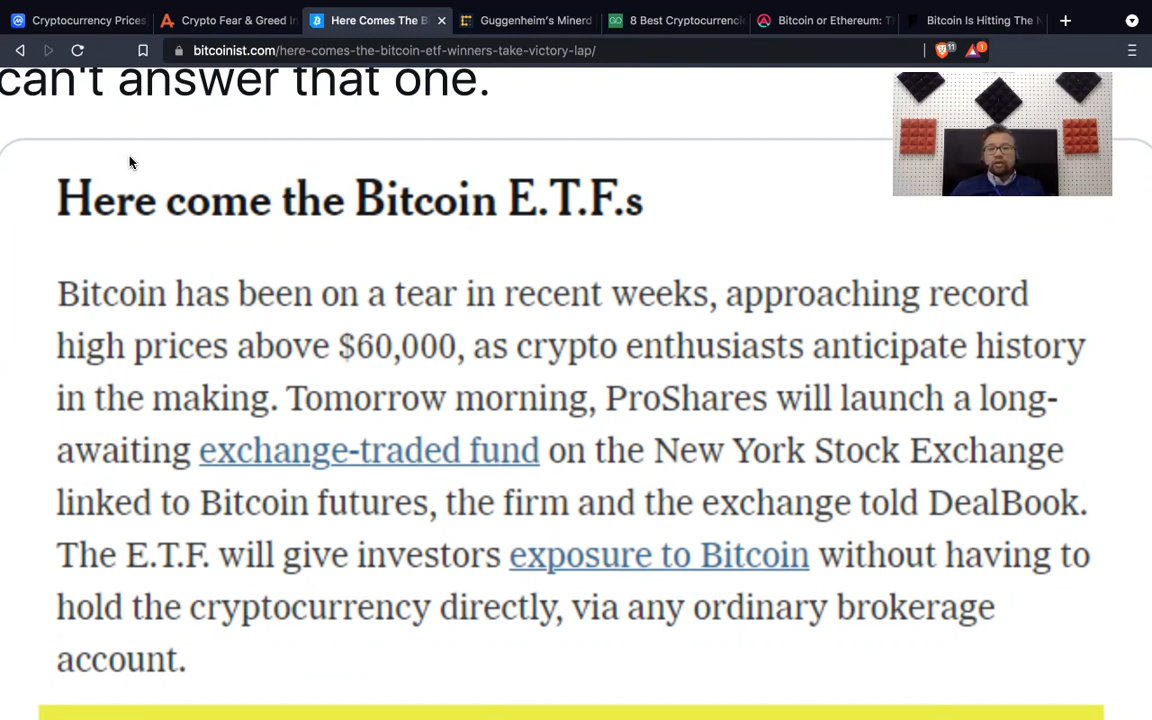 Cryptocurrency Prices,
Crypto Fear & Greed In
Here Comes The B
Guggenheim's Minerd
8 Best Cryptocurrenci
Bitcoin or Ethereum: T
Bitcoin Is Hitting The N
bitcoinist.com/here-comes-the-bitcoin-etf-winners-take-victory-lap/
11
1
can't answer that one.
Here come the Bitcoin E.T.F.s
Bitcoin has been on a tear in recent weeks, approaching record
high prices above $60,000, as crypto enthusiasts anticipate history
in the making. Tomorrow morning, ProShares will launch a long-
awaiting exchange-traded fund on the New York Stock Exchange
linked to Bitcoin futures, the firm and the exchange told DealBook.
The E.T.F. will give investors exposure to Bitcoin without having to
hold the cryptocurrency directly, via any ordinary brokerage
account.